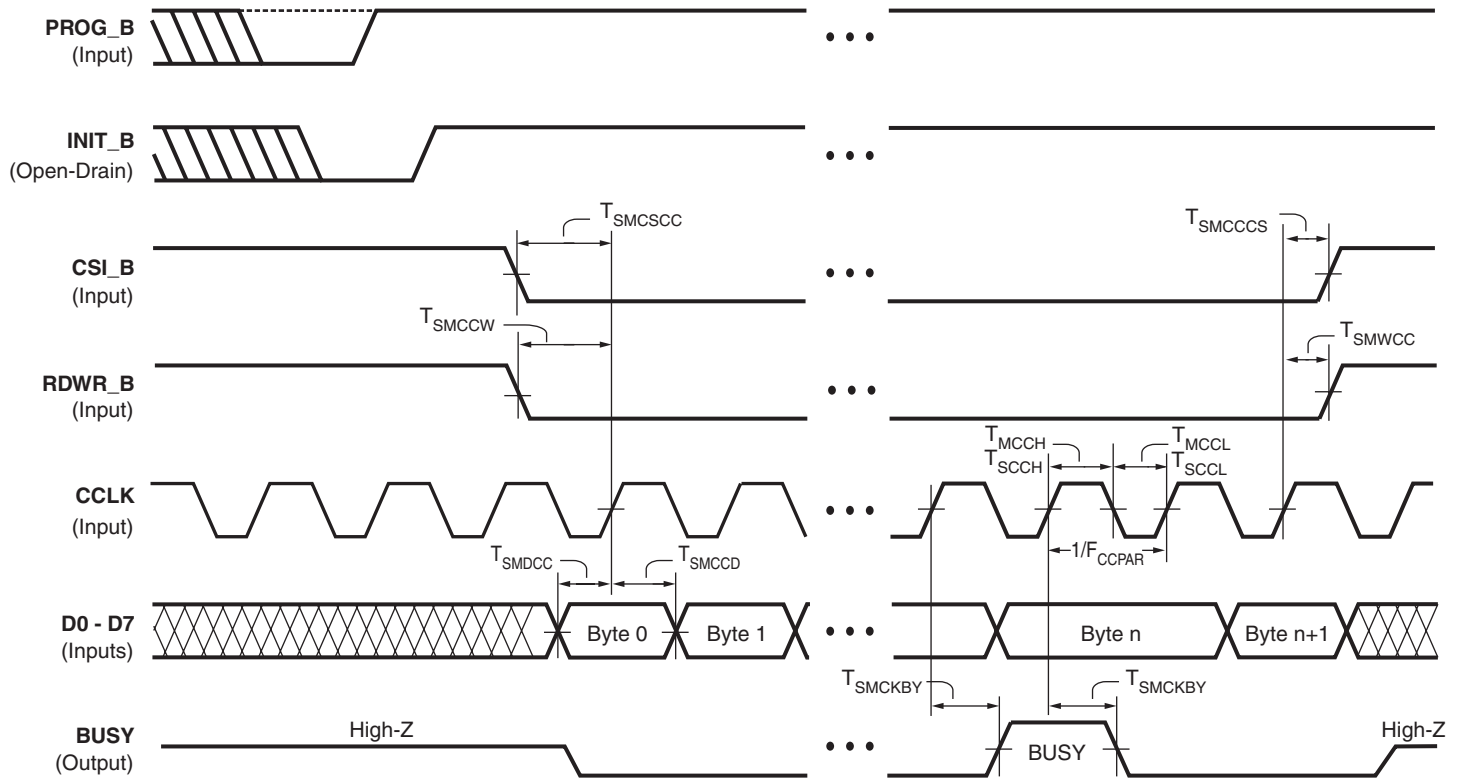 PROG_B
(Input)
INIT_B
(Open-Drain)
T_SMCSCC
T_SMCCCS
CSI_B
(Input)
T_SMCCW
T_SMWCC
RDWR_B
(Input)
T_MCCH
T_SCCH
T_MCCL
T_SCCL
CCLK
(Input)
1/F_CCPAR
T_SMDCC
T_SMCCD
D0 - D7
(Inputs)
Byte 0
Byte 1
Byte n
Byte n+1
T_SMCKBY
T_SMCKBY
BUSY
(Output)
High-Z
BUSY
High-Z